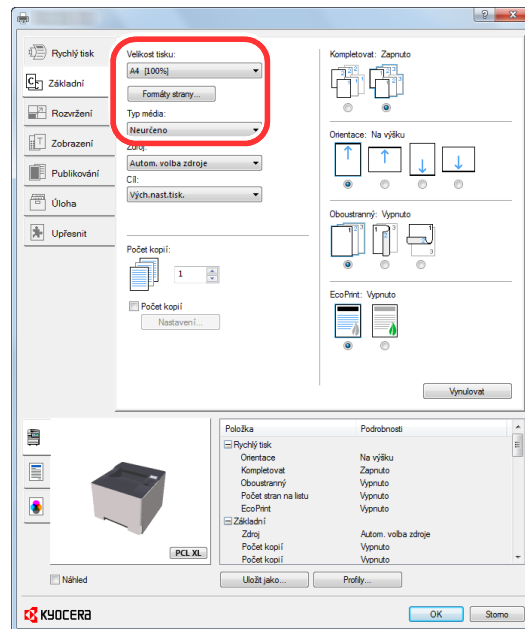 Rychlý tisk
Základní
Rozvržení
Zobrazení
Publikování
Úloha
Upřesnit
Velikost tisku:
A4 [100%]
Formáty strany...
Typ média:
Neurčeno
Zdroj:
Autom. volba zdroje
Cíl:
Vých.nast.tisk.
Počet kopií:
1
Počet kopií
Nastavení...
Kompletovat: Zapnuto
Orientace: Na výšku
Oboustranný: Vypnuto
EcoPrint: Vypnuto
Vynulovat
PCL XL
Náhled
Položka Podrobnosti
Rychlý tisk
Orientace Na výšku
Kompletovat Zapnuto
Oboustranný Vypnuto
Počet stran na listu Vypnuto
EcoPrint Vypnuto
Základní
Zdroj Autom. volba zdroje
Počet kopií Vypnuto
Počet kopií Vypnuto
Uložit jako... Profily...
KYOCERA
OK Storno